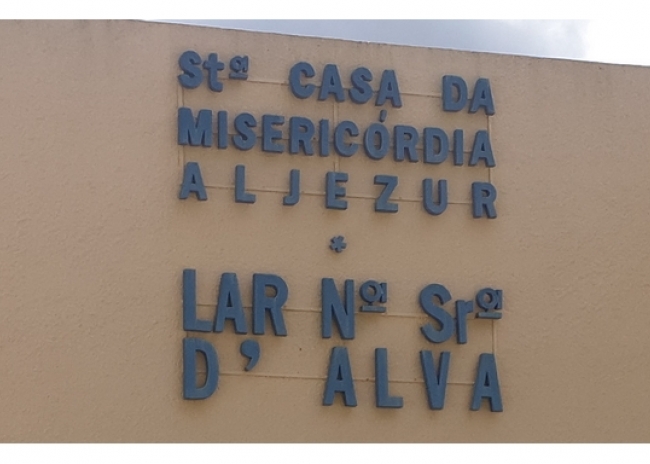 Stª CASA DA
MISERICÓRDIA
ALJEZUR
*
LAR Nª Srª
D'ALVA